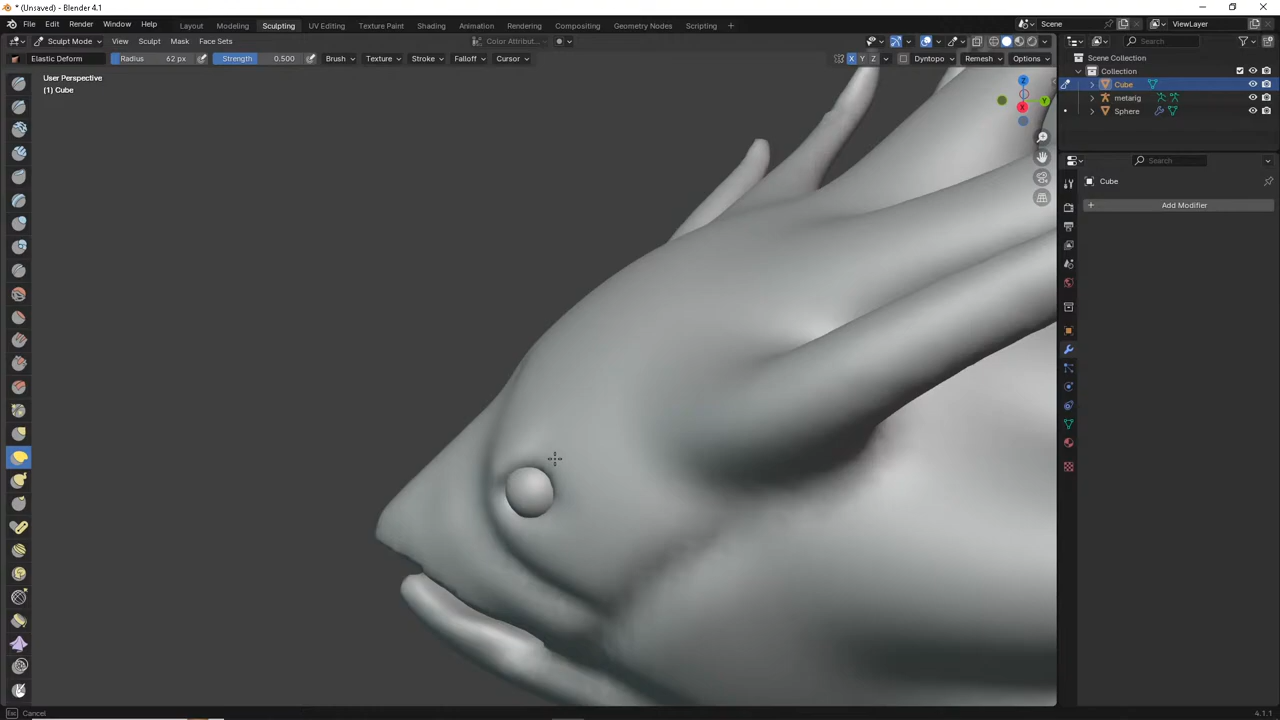 * (Unsaved) - Blender 4.1
File Edit Render Window Help Layout Modeling Sculpting UV Editing Texture Paint Shading Animation Rendering Compositing Geometry Nodes Scripting + Scene ViewLayer
Sculpt Mode View Sculpt Mask Face Sets Color Attribut... Search
Elastic Deform Radius 62 px Strength 0.500 Brush Texture Stroke Falloff Cursor X Y Z Dyntopo Remesh Options
Scene Collection
Collection
Cube
metarig
Sphere
User Perspective
(1) Cube
Z
Y
X
Search
Cube
+ Add Modifier
Esc Cancel
4.1.1